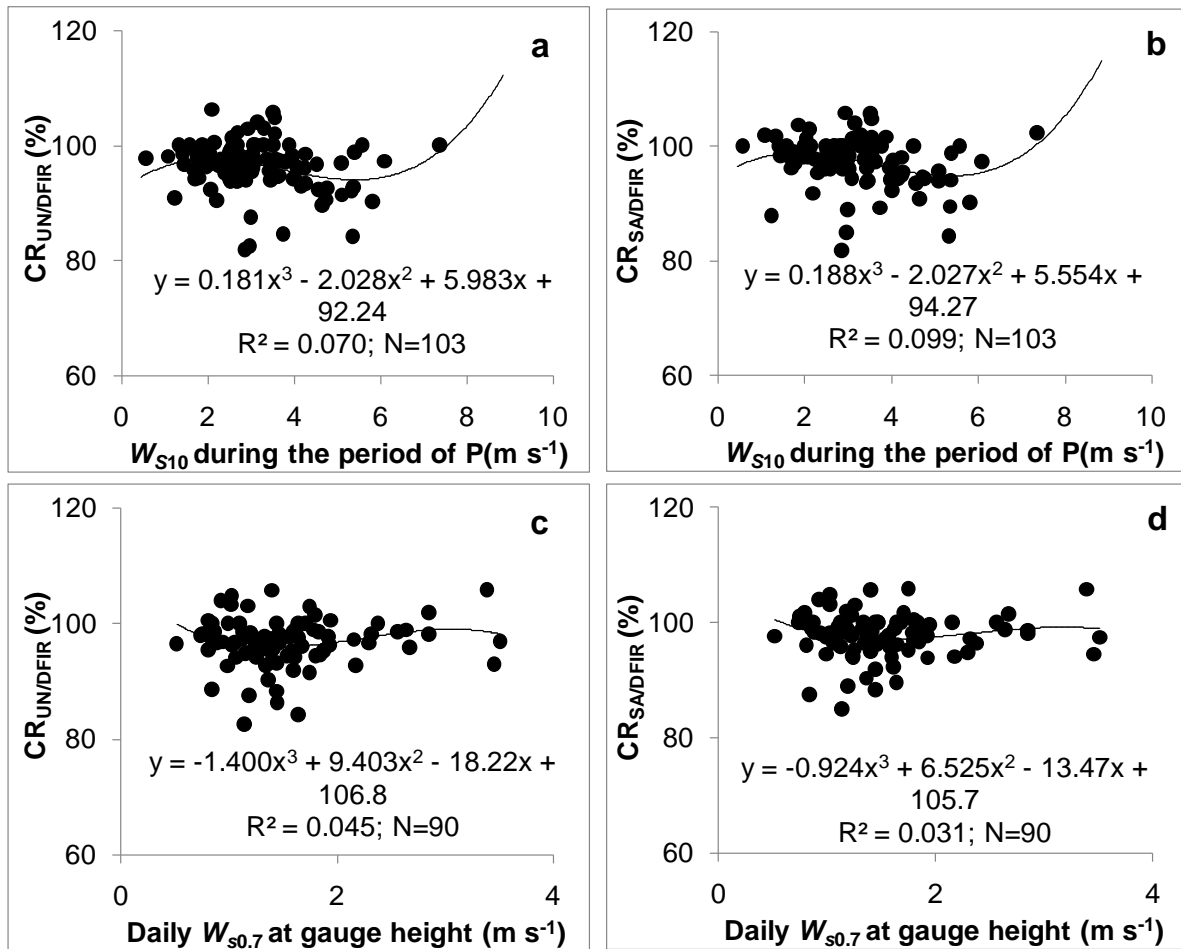 a
120
100
80
60
CR_UN/DFIR (%)
y = 0.181x³ - 2.028x² + 5.983x +
92.24
R² = 0.070; N=103
0 2 4 6 8 10
W_S10 during the period of P(m s⁻¹)
b
120
100
80
60
CR_SA/DFIR (%)
y = 0.188x³ - 2.027x² + 5.554x +
94.27
R² = 0.099; N=103
0 2 4 6 8 10
W_S10 during the period of P(m s⁻¹)
c
120
100
80
60
CR_UN/DFIR (%)
y = -1.400x³ + 9.403x² - 18.22x +
106.8
R² = 0.045; N=90
0 2 4
Daily W_s0.7 at gauge height (m s⁻¹)
d
120
100
80
60
CR_SA/DFIR (%)
y = -0.924x³ + 6.525x² - 13.47x +
105.7
R² = 0.031; N=90
0 2 4
Daily W_s0.7 at gauge height (m s⁻¹)